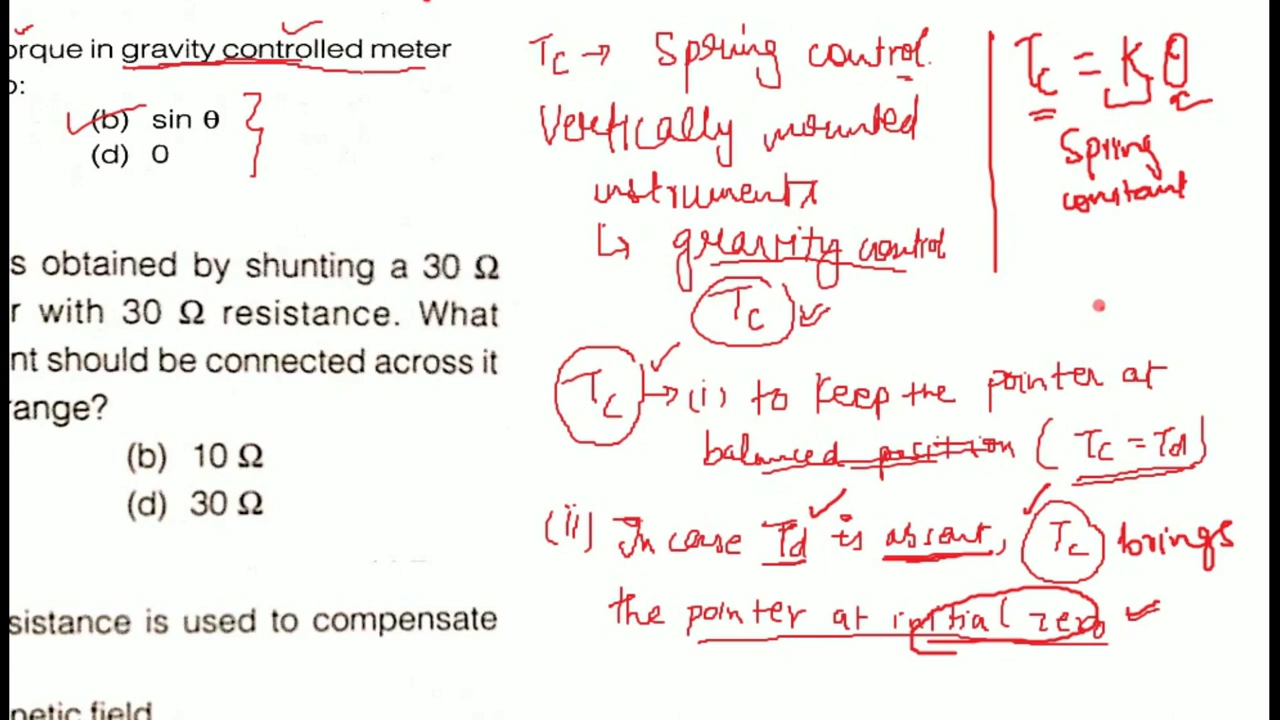 orque in gravity controlled meter
o:
(b) sin θ
(d) 0
s obtained by shunting a 30 Ω
r with 30 Ω resistance. What
nt should be connected across it
range?
(b) 10 Ω
(d) 30 Ω
sistance is used to compensate
netic field
Tc → Spring control.
Vertically mounted
instruments
↳ gravity control
Tc
Tc → (i) to keep the pointer at
balanced position (Tc = Td)
(ii) In case Td is absent, Tc brings
the pointer at initial zero
Tc = K θ
Spring
constant